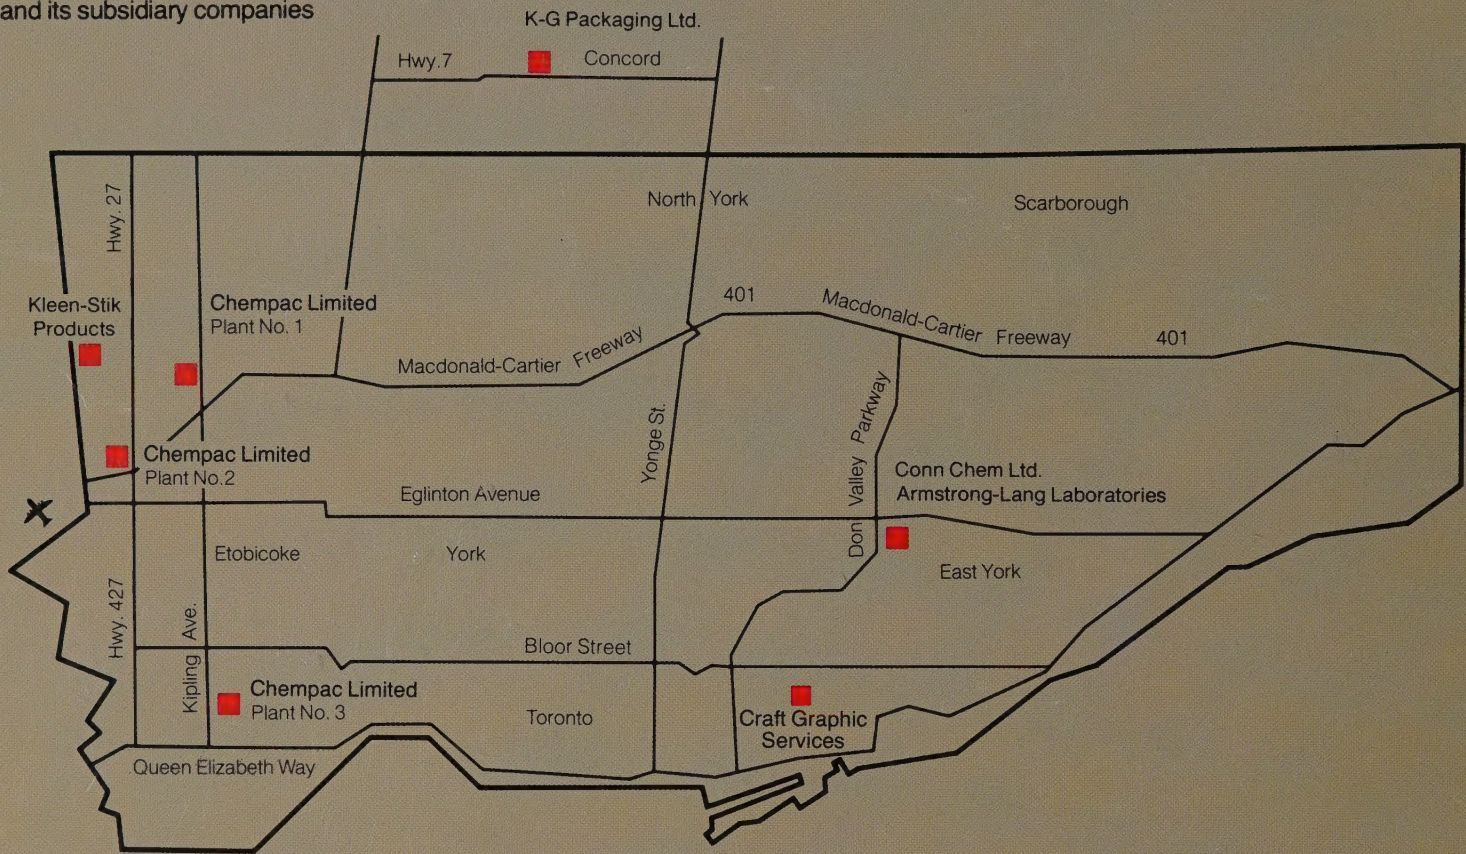 and its subsidiary companies
K-G Packaging Ltd.
Hwy.7
Concord
Hwy. 27
North York
Scarborough
Kleen-Stik
Products
Chempac Limited
Plant No. 1
401
Macdonald-Cartier Freeway
401
Macdonald-Cartier Freeway
Yonge St.
Don Valley Parkway
Chempac Limited
Plant No.2
Conn Chem Ltd.
Armstrong-Lang Laboratories
Eglinton Avenue
Etobicoke
York
East York
Hwy. 427
Kipling Ave.
Bloor Street
Chempac Limited
Plant No. 3
Toronto
Craft Graphic
Services
Queen Elizabeth Way